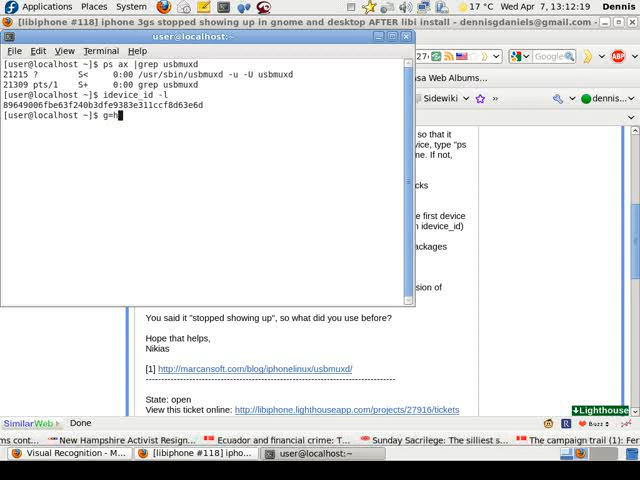 Applications Places System 17 °C Wed Apr 7, 13:12:19 Dennis
[libiphone #118] iphone 3gs stopped showing up in gnome and desktop AFTER libi install - dennisgdaniels@gmail.com -
user@localhost:~
File Edit View Terminal Help
[user@localhost ~]$ ps ax |grep usbmuxd
21215 ? S< 0:00 /usr/sbin/usbmuxd -u -U usbmuxd
21309 pts/1 S+ 0:00 grep usbmuxd
[user@localhost ~]$ idevice_id -l
89649006fbe63f240b3dfe9383e311ccf8d63e6d
[user@localhost ~]$ g=h
Google
sa Web Albums...
Sidewiki » dennis...
so that it
vice, type "ps
me. If not,
cks
e first device
n idevice_id)
ackages
sion of
You said it "stopped showing up", so what did you use before?
Hope that helps,
Nikias
[1] http://marcansoft.com/blog/iphonelinux/usbmuxd/
State: open
View this ticket online: http://libiphone.lighthouseapp.com/projects/27916/tickets
Lighthouse
SimilarWeb Done
Buzz
ms cont... New Hampshire Activist Resign... Ecuador and financial crime: T... Sunday Sacrilege: The silliest s... The campaign trail (1): Fer
Visual Recognition - M... [libiphone #118] ipho... user@localhost:~